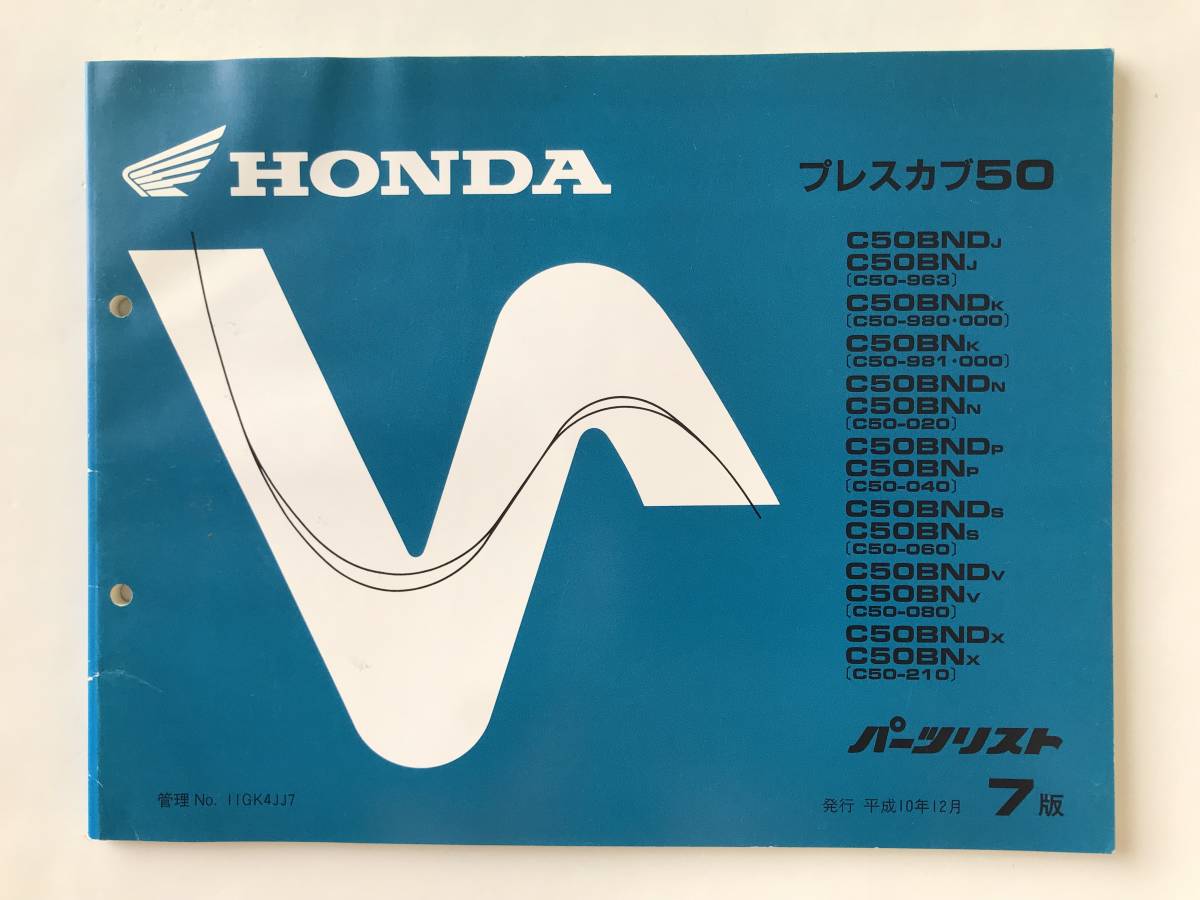 HONDA
プレスカブ50
C50BNDJ
C50BNJ
〔C50-963〕
C50BNDK
〔C50-980・000〕
C50BNK
〔C50-981・000〕
C50BNDN
C50BNN
〔C50-020〕
C50BNDP
C50BNP
〔C50-040〕
C50BNDS
C50BNS
〔C50-060〕
C50BNDV
C50BNV
〔C50-080〕
C50BNDX
C50BNX
〔C50-210〕
パーツリスト
管理 No. 11GK4JJ7
発行 平成10年12月 7版